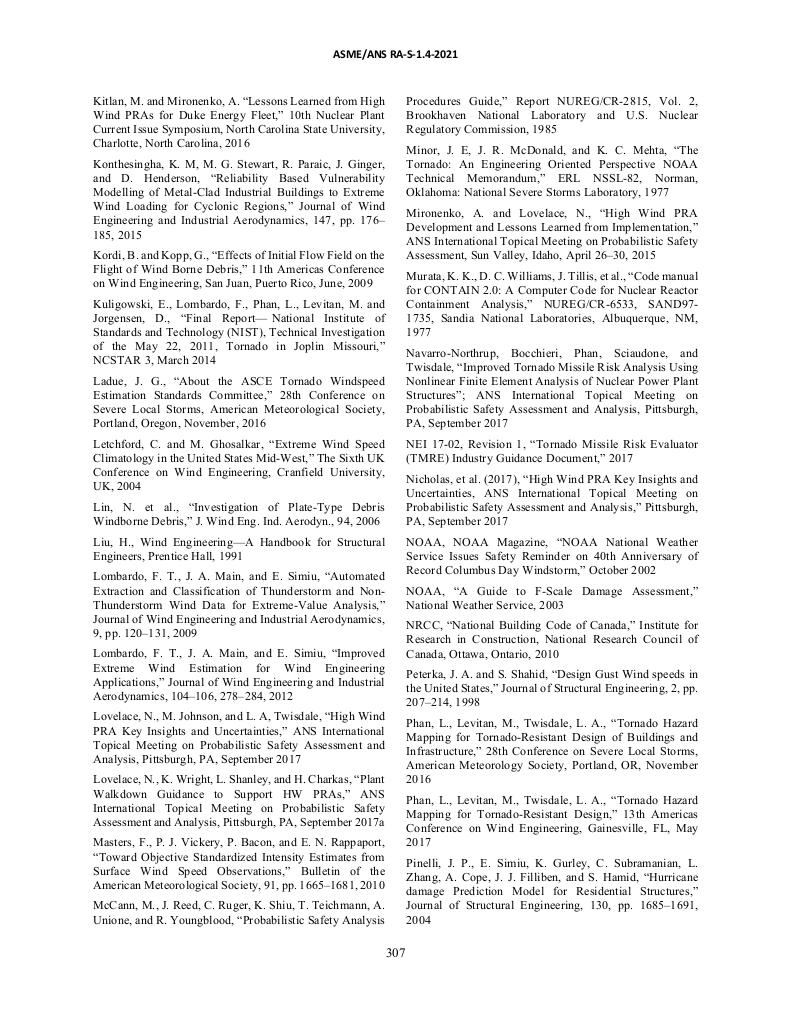 ASME/ANS RA-S-1.4-2021
Kitlan, M. and Mironenko, A. “Lessons Learned from High
Wind PRAs for Duke Energy Fleet,” 10th Nuclear Plant
Current Issue Symposium, North Carolina State University,
Charlotte, North Carolina, 2016
Konthesingha, K. M, M. G. Stewart, R. Paraic, J. Ginger,
and D. Henderson, “Reliability Based Vulnerability
Modelling of Metal-Clad Industrial Buildings to Extreme
Wind Loading for Cyclonic Regions,” Journal of Wind
Engineering and Industrial Aerodynamics, 147, pp. 176–
185, 2015
Kordi, B. and Kopp, G., “Effects of Initial Flow Field on the
Flight of Wind Borne Debris,” 11th Americas Conference
on Wind Engineering, San Juan, Puerto Rico, June, 2009
Kuligowski, E., Lombardo, F., Phan, L., Levitan, M. and
Jorgensen, D., “Final Report— National Institute of
Standards and Technology (NIST), Technical Investigation
of the May 22, 2011, Tornado in Joplin Missouri,”
NCSTAR 3, March 2014
Ladue, J. G., “About the ASCE Tornado Windspeed
Estimation Standards Committee,” 28th Conference on
Severe Local Storms, American Meteorological Society,
Portland, Oregon, November, 2016
Letchford, C. and M. Ghosalkar, “Extreme Wind Speed
Climatology in the United States Mid-West,” The Sixth UK
Conference on Wind Engineering, Cranfield University,
UK, 2004
Lin, N. et al., “Investigation of Plate-Type Debris
Windborne Debris,” J. Wind Eng. Ind. Aerodyn., 94, 2006
Liu, H., Wind Engineering—A Handbook for Structural
Engineers, Prentice Hall, 1991
Lombardo, F. T., J. A. Main, and E. Simiu, “Automated
Extraction and Classification of Thunderstorm and Non-
Thunderstorm Wind Data for Extreme-Value Analysis,”
Journal of Wind Engineering and Industrial Aerodynamics,
9, pp. 120–131, 2009
Lombardo, F. T., J. A. Main, and E. Simiu, “Improved
Extreme Wind Estimation for Wind Engineering
Applications,” Journal of Wind Engineering and Industrial
Aerodynamics, 104–106, 278–284, 2012
Lovelace, N., M. Johnson, and L. A, Twisdale, “High Wind
PRA Key Insights and Uncertainties,” ANS International
Topical Meeting on Probabilistic Safety Assessment and
Analysis, Pittsburgh, PA, September 2017
Lovelace, N., K. Wright, L. Shanley, and H. Charkas, “Plant
Walkdown Guidance to Support HW PRAs,” ANS
International Topical Meeting on Probabilistic Safety
Assessment and Analysis, Pittsburgh, PA, September 2017a
Masters, F., P. J. Vickery, P. Bacon, and E. N. Rappaport,
“Toward Objective Standardized Intensity Estimates from
Surface Wind Speed Observations,” Bulletin of the
American Meteorological Society, 91, pp. 1665–1681, 2010
McCann, M., J. Reed, C. Ruger, K. Shiu, T. Teichmann, A.
Unione, and R. Youngblood, “Probabilistic Safety Analysis
Procedures Guide,” Report NUREG/CR-2815, Vol. 2,
Brookhaven National Laboratory and U.S. Nuclear
Regulatory Commission, 1985
Minor, J. E, J. R. McDonald, and K. C. Mehta, “The
Tornado: An Engineering Oriented Perspective NOAA
Technical Memorandum,” ERL NSSL-82, Norman,
Oklahoma: National Severe Storms Laboratory, 1977
Mironenko, A. and Lovelace, N., “High Wind PRA
Development and Lessons Learned from Implementation,”
ANS International Topical Meeting on Probabilistic Safety
Assessment, Sun Valley, Idaho, April 26–30, 2015
Murata, K. K., D. C. Williams, J. Tillis, et al., “Code manual
for CONTAIN 2.0: A Computer Code for Nuclear Reactor
Containment Analysis,” NUREG/CR-6533, SAND97-
1735, Sandia National Laboratories, Albuquerque, NM,
1977
Navarro-Northrup, Bocchieri, Phan, Sciaudone, and
Twisdale, “Improved Tornado Missile Risk Analysis Using
Nonlinear Finite Element Analysis of Nuclear Power Plant
Structures”; ANS International Topical Meeting on
Probabilistic Safety Assessment and Analysis, Pittsburgh,
PA, September 2017
NEI 17-02, Revision 1, “Tornado Missile Risk Evaluator
(TMRE) Industry Guidance Document,” 2017
Nicholas, et al. (2017), “High Wind PRA Key Insights and
Uncertainties, ANS International Topical Meeting on
Probabilistic Safety Assessment and Analysis,” Pittsburgh,
PA, September 2017
NOAA, NOAA Magazine, “NOAA National Weather
Service Issues Safety Reminder on 40th Anniversary of
Record Columbus Day Windstorm,” October 2002
NOAA, “A Guide to F-Scale Damage Assessment,”
National Weather Service, 2003
NRCC, “National Building Code of Canada,” Institute for
Research in Construction, National Research Council of
Canada, Ottawa, Ontario, 2010
Peterka, J. A. and S. Shahid, “Design Gust Wind speeds in
the United States,” Journal of Structural Engineering, 2, pp.
207–214, 1998
Phan, L., Levitan, M., Twisdale, L. A., “Tornado Hazard
Mapping for Tornado-Resistant Design of Buildings and
Infrastructure,” 28th Conference on Severe Local Storms,
American Meteorology Society, Portland, OR, November
2016
Phan, L., Levitan, M., Twisdale, L. A., “Tornado Hazard
Mapping for Tornado-Resistant Design,” 13th Americas
Conference on Wind Engineering, Gainesville, FL, May
2017
Pinelli, J. P., E. Simiu, K. Gurley, C. Subramanian, L.
Zhang, A. Cope, J. J. Filliben, and S. Hamid, “Hurricane
damage Prediction Model for Residential Structures,”
Journal of Structural Engineering, 130, pp. 1685–1691,
2004
307